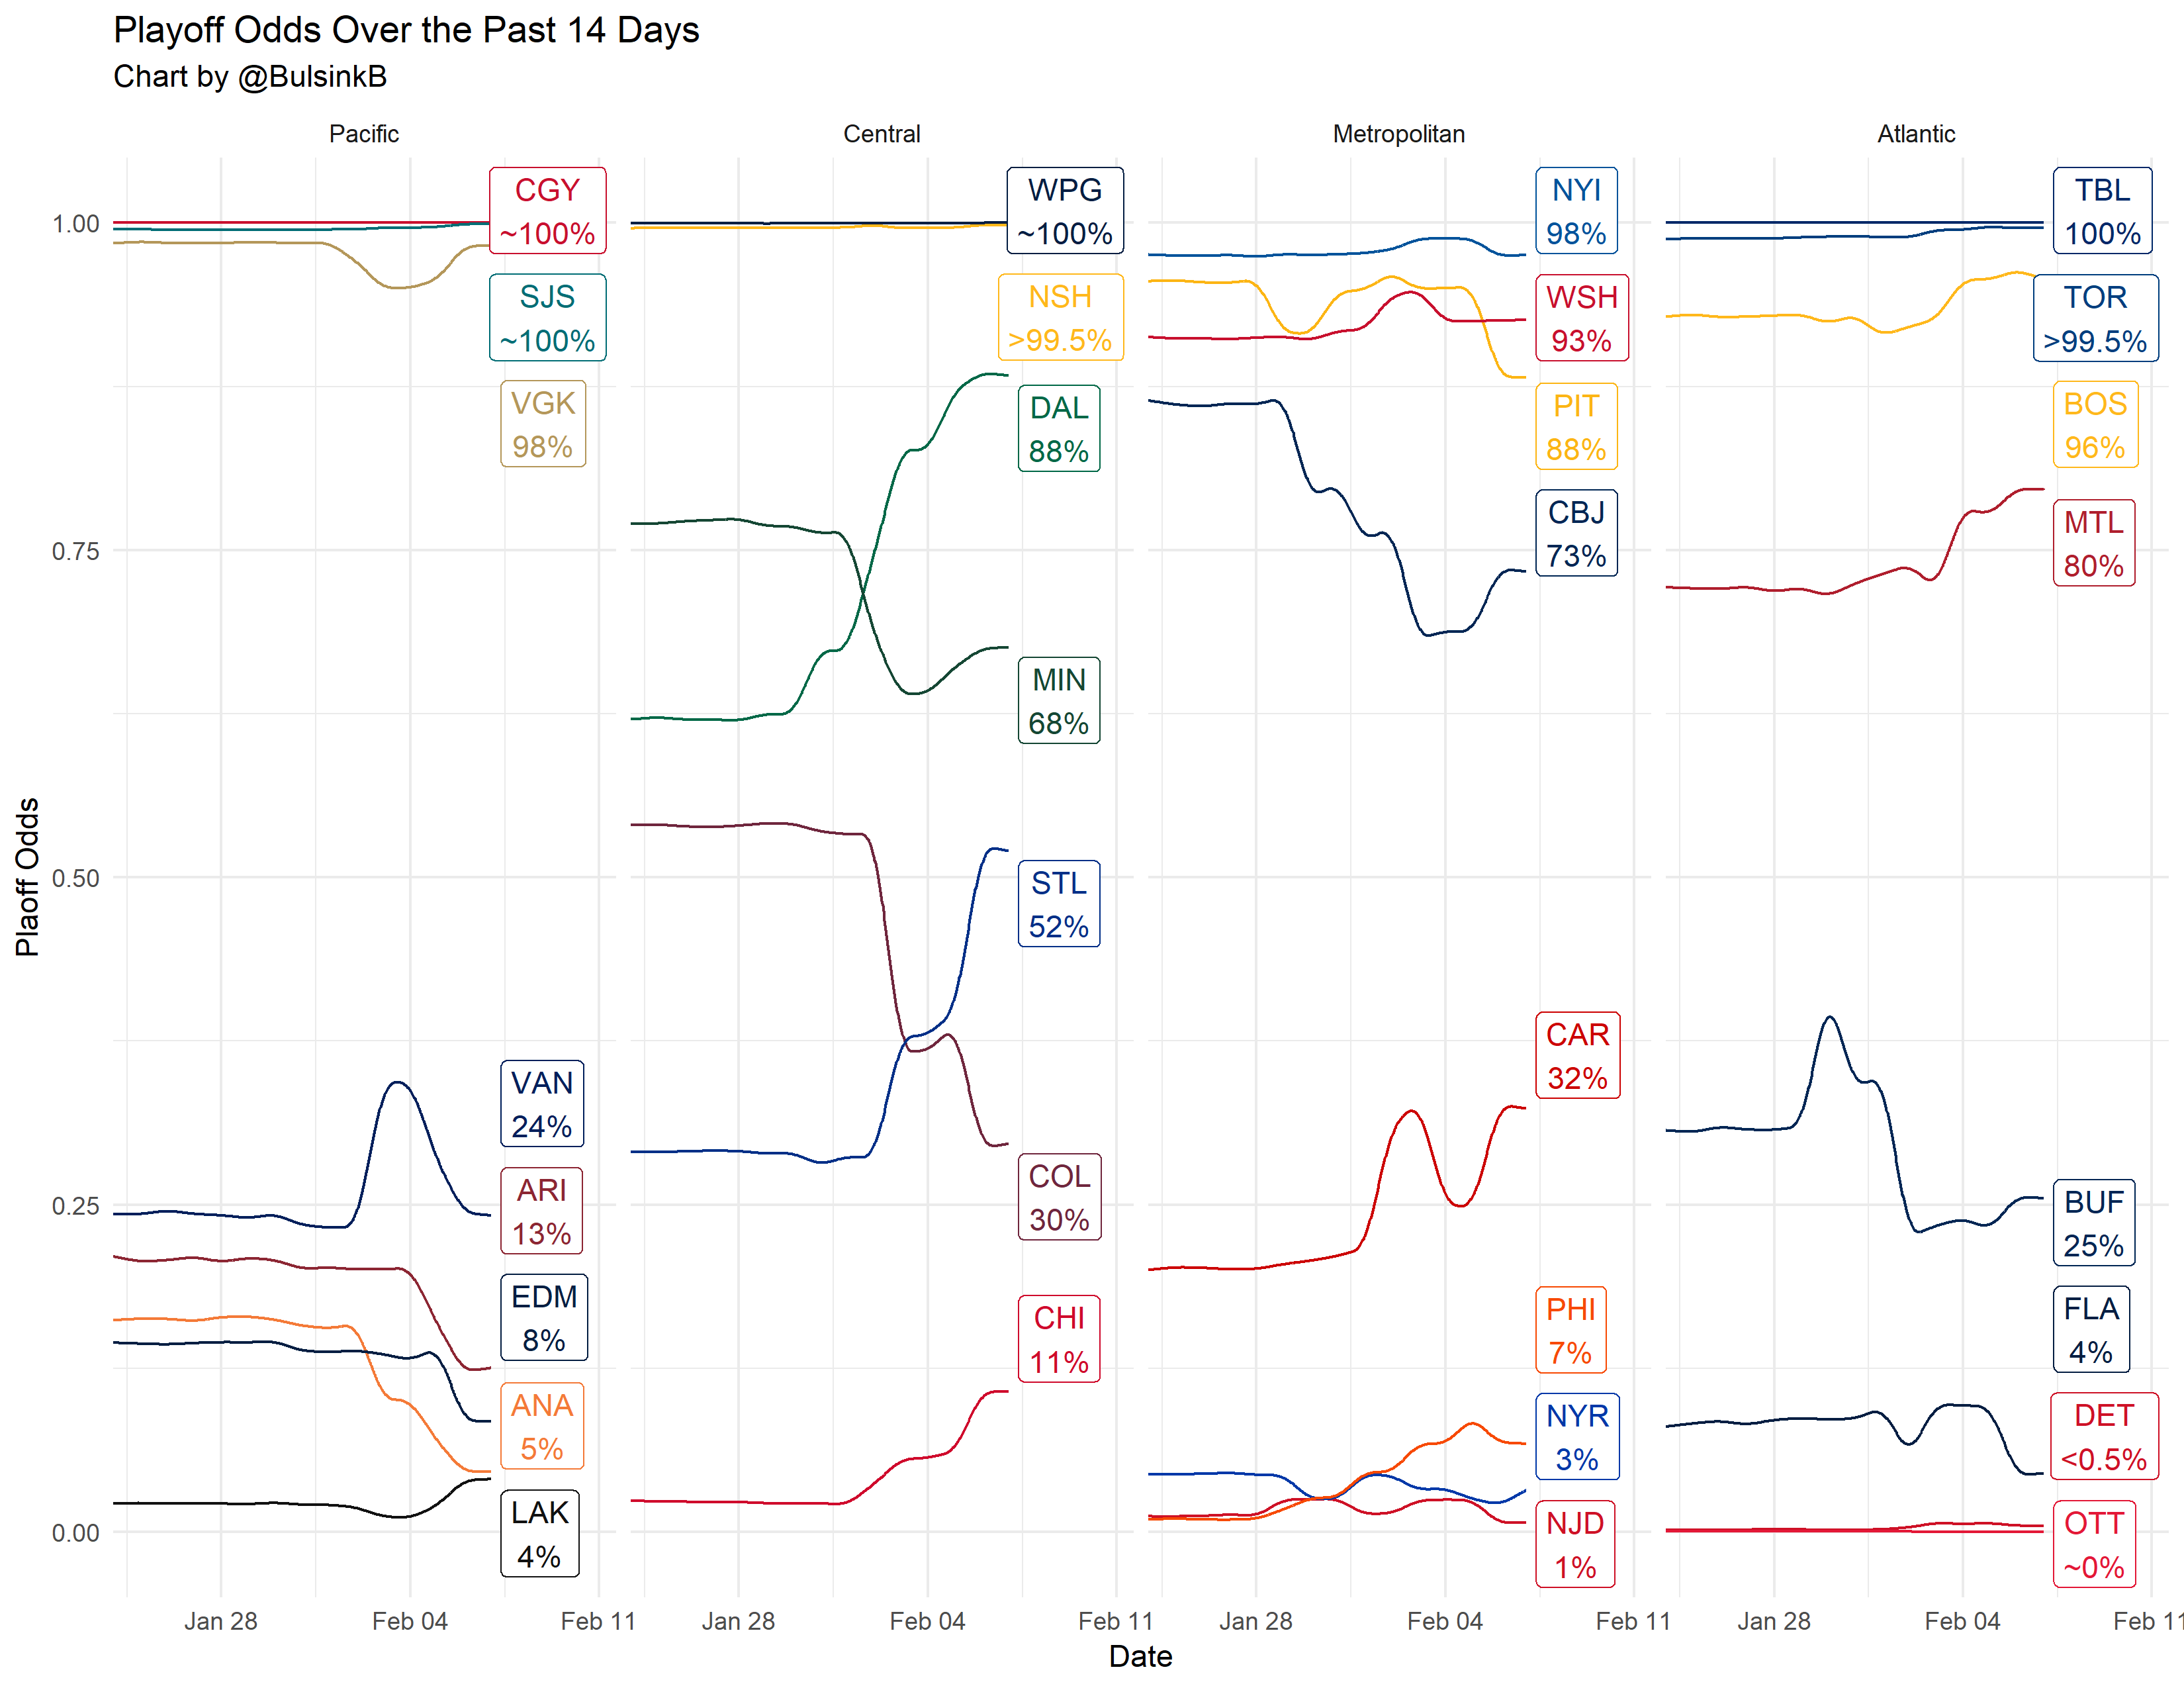 Playoff Odds Over the Past 14 Days
Chart by @BulsinkB
Pacific
Central
Metropolitan
Atlantic
Plaoff Odds
1.00
0.75
0.50
0.25
0.00
CGY
~100%
SJS
~100%
VGK
98%
VAN
24%
ARI
13%
EDM
8%
ANA
5%
LAK
4%
WPG
~100%
NSH
>99.5%
DAL
88%
MIN
68%
STL
52%
COL
30%
CHI
11%
NYI
98%
WSH
93%
PIT
88%
CBJ
73%
CAR
32%
PHI
7%
NYR
3%
NJD
1%
TBL
100%
TOR
>99.5%
BOS
96%
MTL
80%
BUF
25%
FLA
4%
DET
<0.5%
OTT
~0%
Jan 28 Feb 04 Feb 11
Jan 28 Feb 04 Feb 11
Jan 28 Feb 04 Feb 11
Jan 28 Feb 04 Feb 11
Date